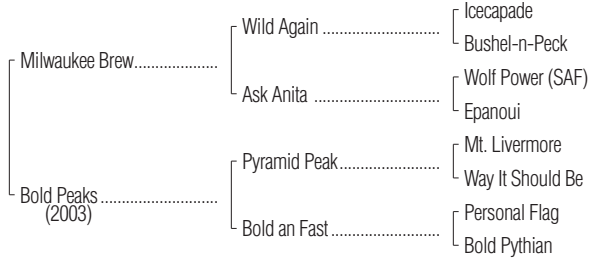 Icecapade
Wild Again
Bushel-n-Peck
Milwaukee Brew
Wolf Power (SAF)
Ask Anita
Epanoui
Mt. Livermore
Pyramid Peak
Way It Should Be
Bold Peaks
(2003)
Personal Flag
Bold an Fast
Bold Pythian